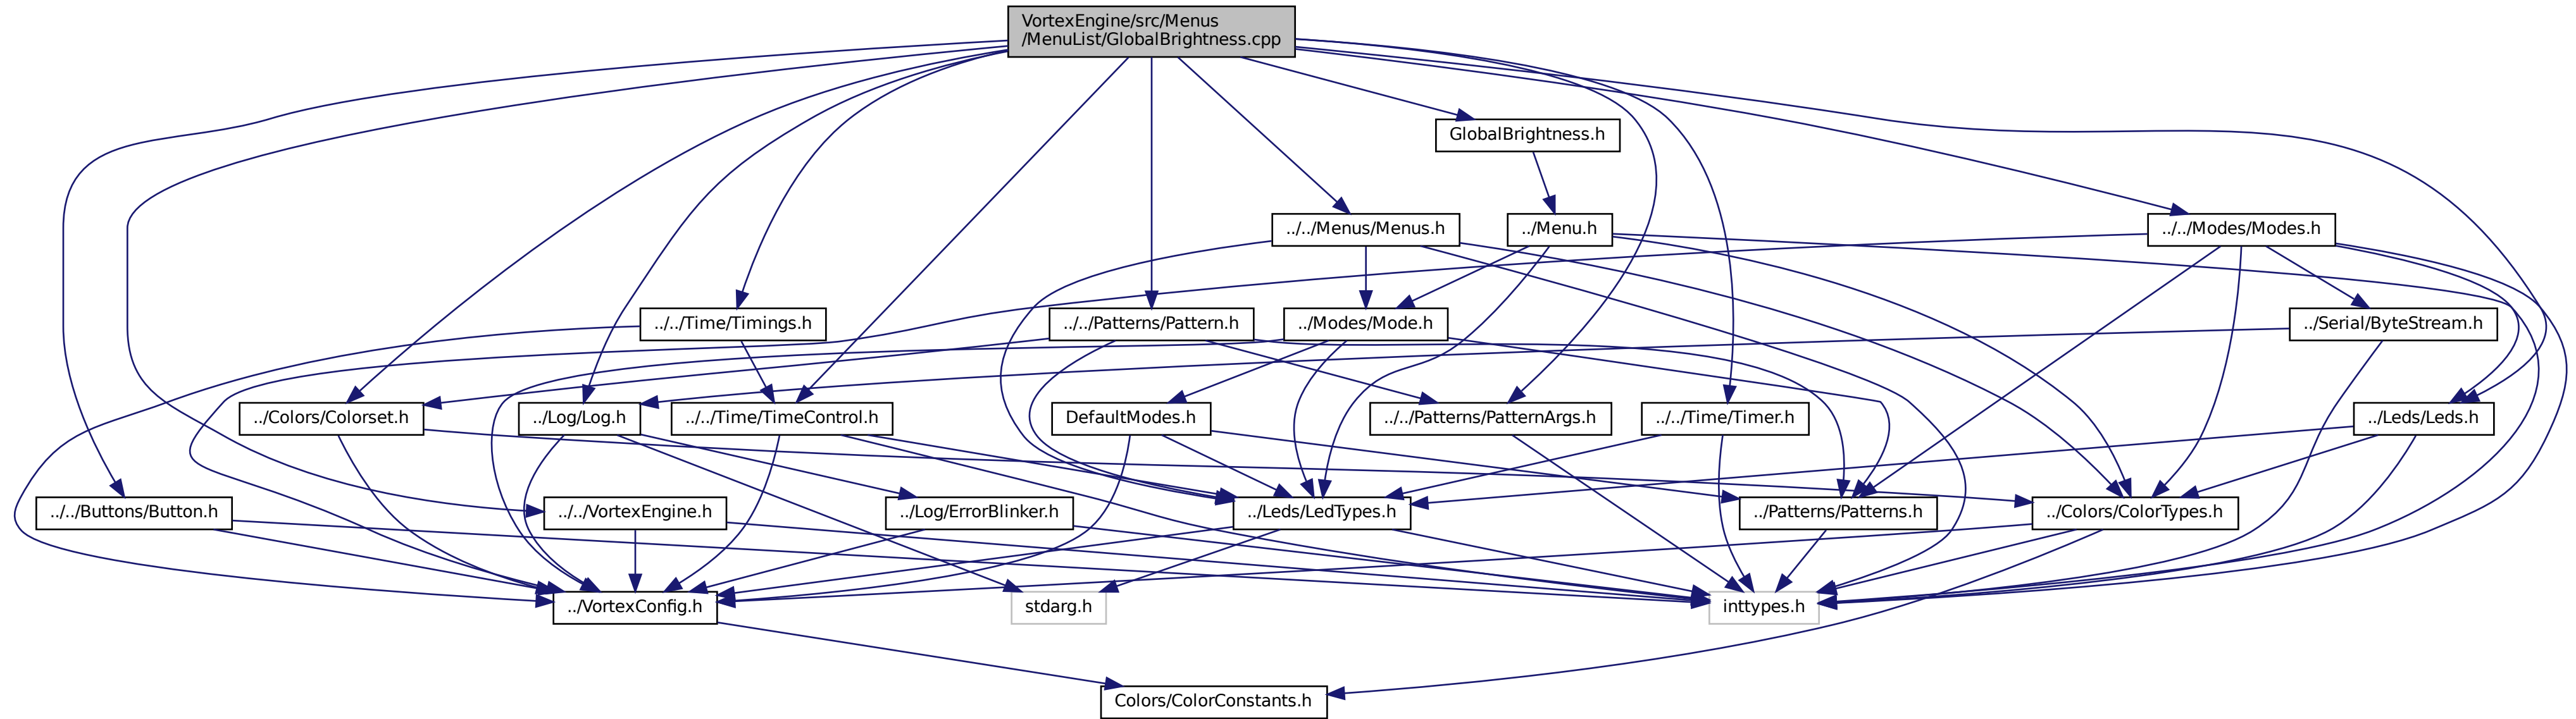 VortexEngine/src/Menus
/MenuList/GlobalBrightness.cpp
GlobalBrightness.h
../../Menus/Menus.h
../Menu.h
../../Modes/Modes.h
../../Time/Timings.h
../../Patterns/Pattern.h
../Modes/Mode.h
../Serial/ByteStream.h
../Colors/Colorset.h
../Log/Log.h
../../Time/TimeControl.h
DefaultModes.h
../../Patterns/PatternArgs.h
../../Time/Timer.h
../Leds/Leds.h
../../Buttons/Button.h
../../VortexEngine.h
../Log/ErrorBlinker.h
../Leds/LedTypes.h
../Patterns/Patterns.h
../Colors/ColorTypes.h
../VortexConfig.h
stdarg.h
inttypes.h
Colors/ColorConstants.h